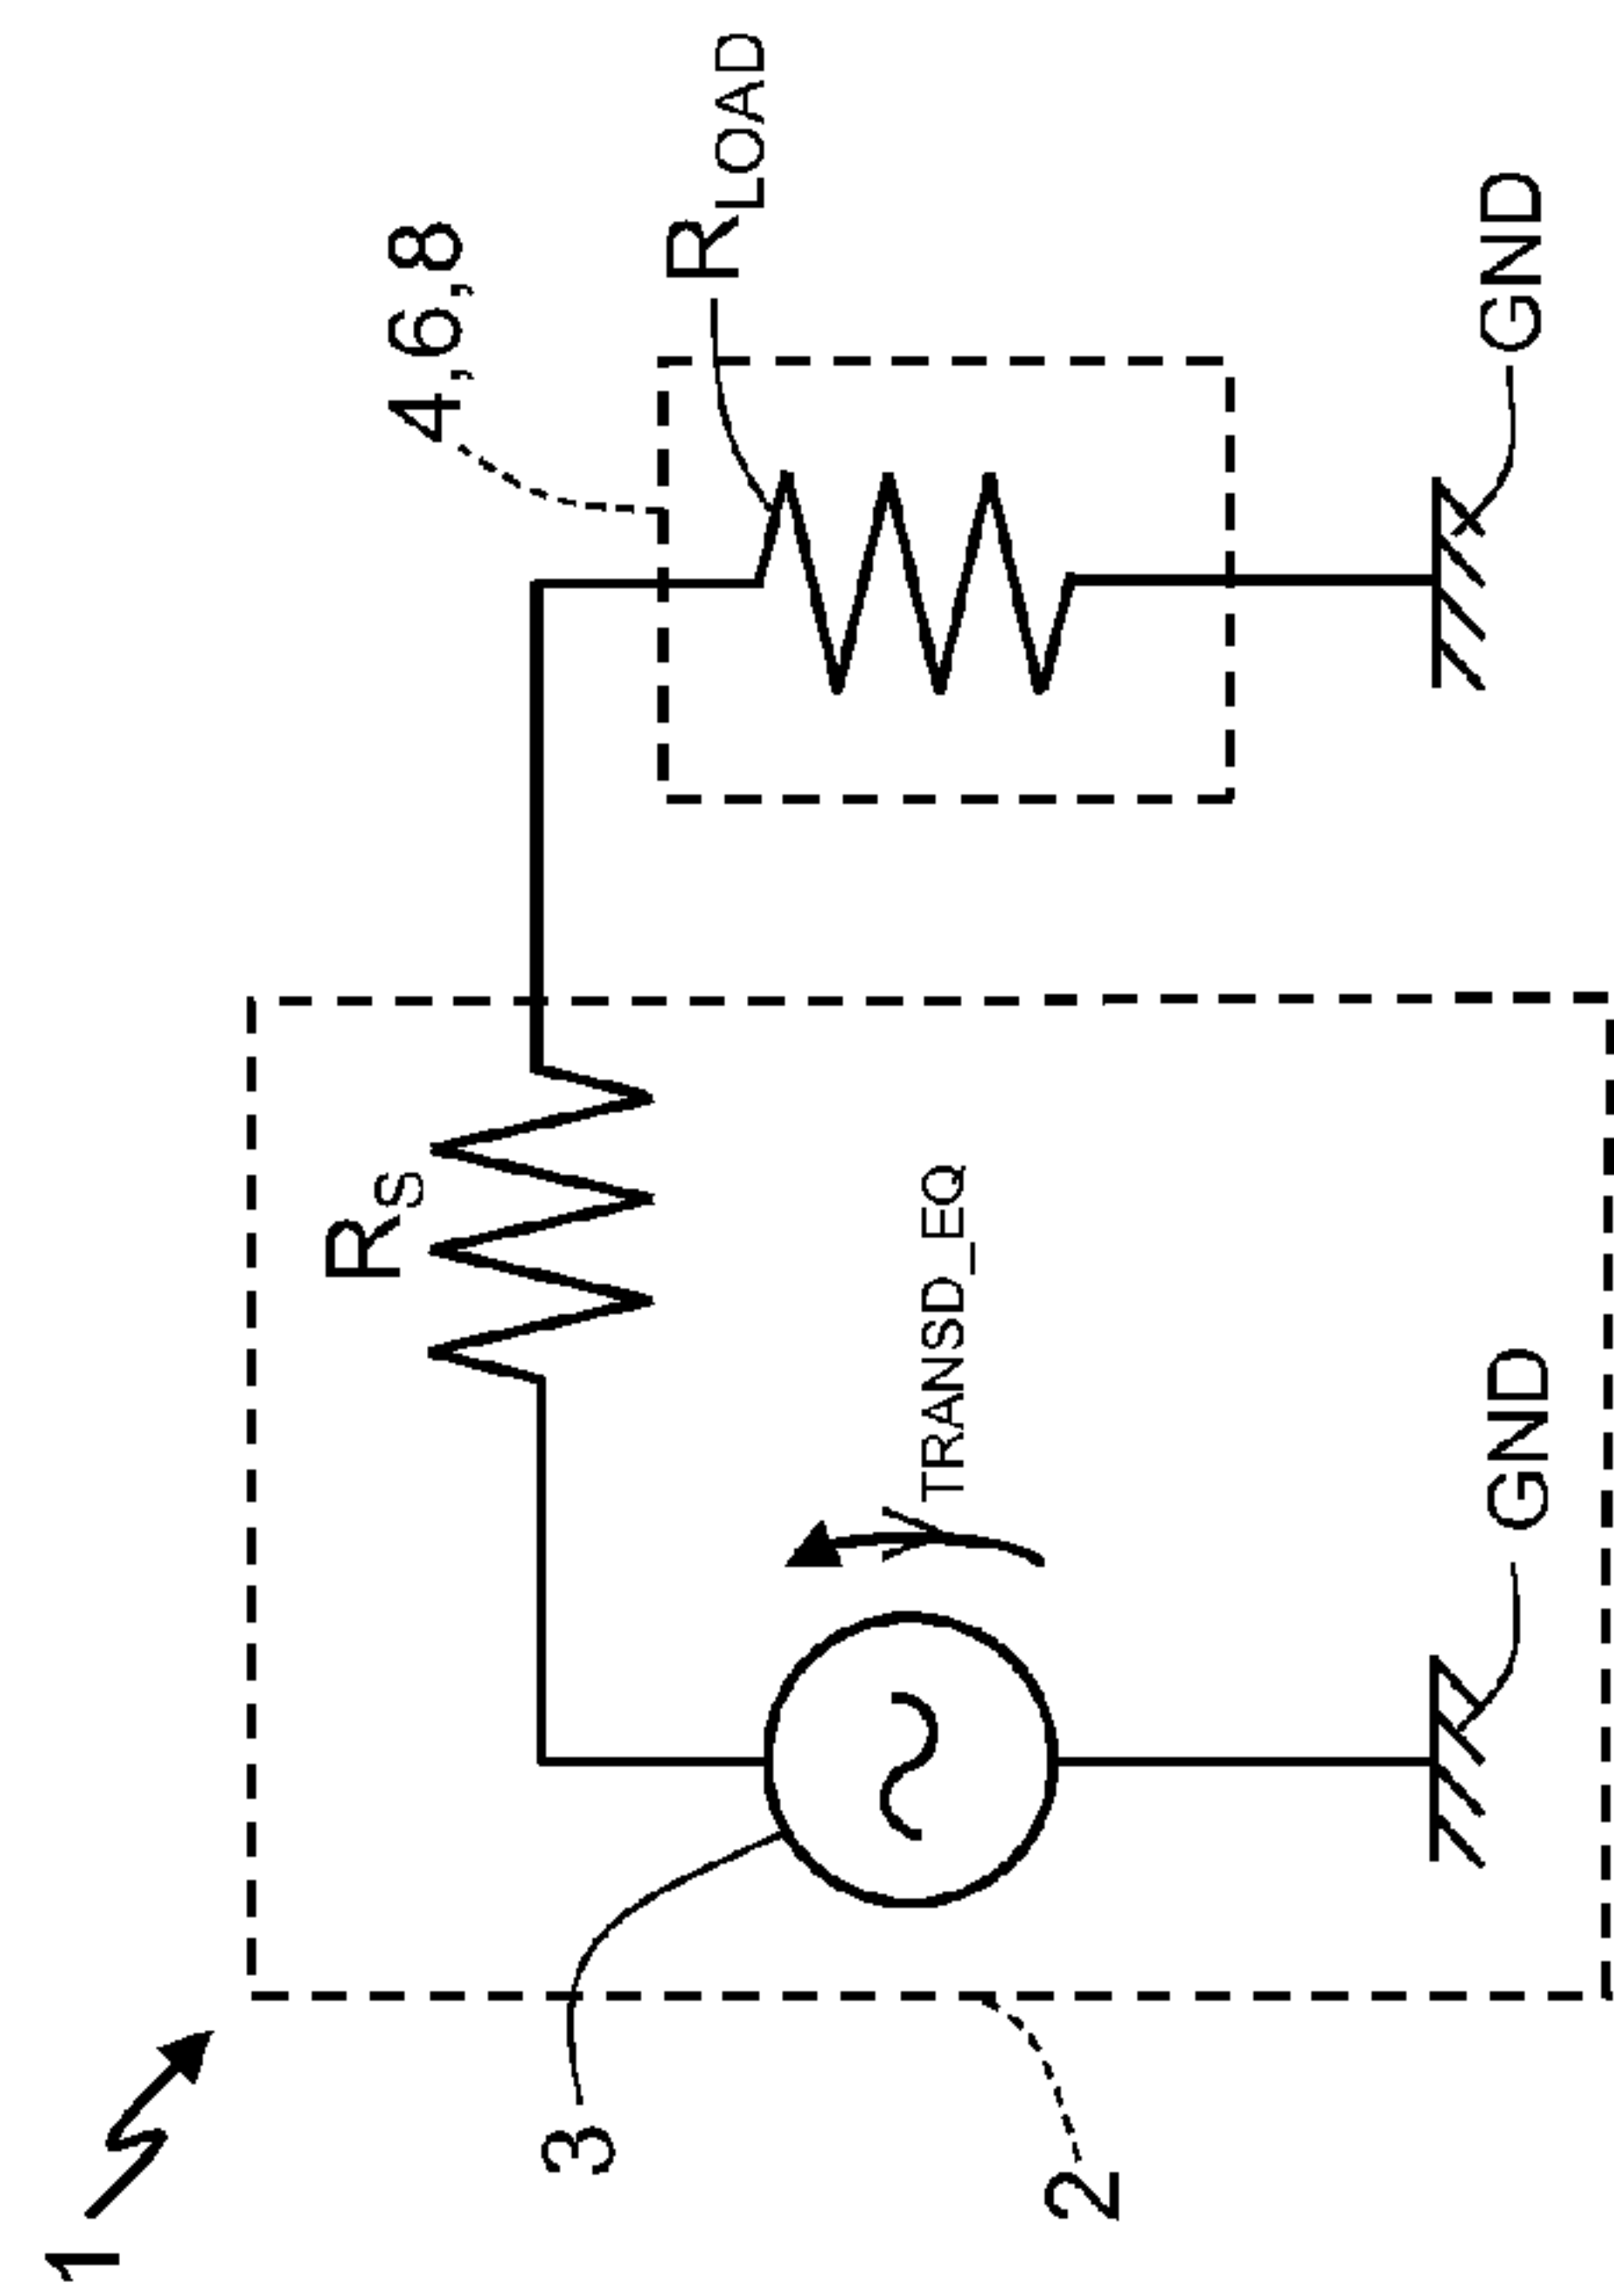 1
4,6,8
R_S
R_LOAD
3
V_TRANSD_EQ
2
GND
GND